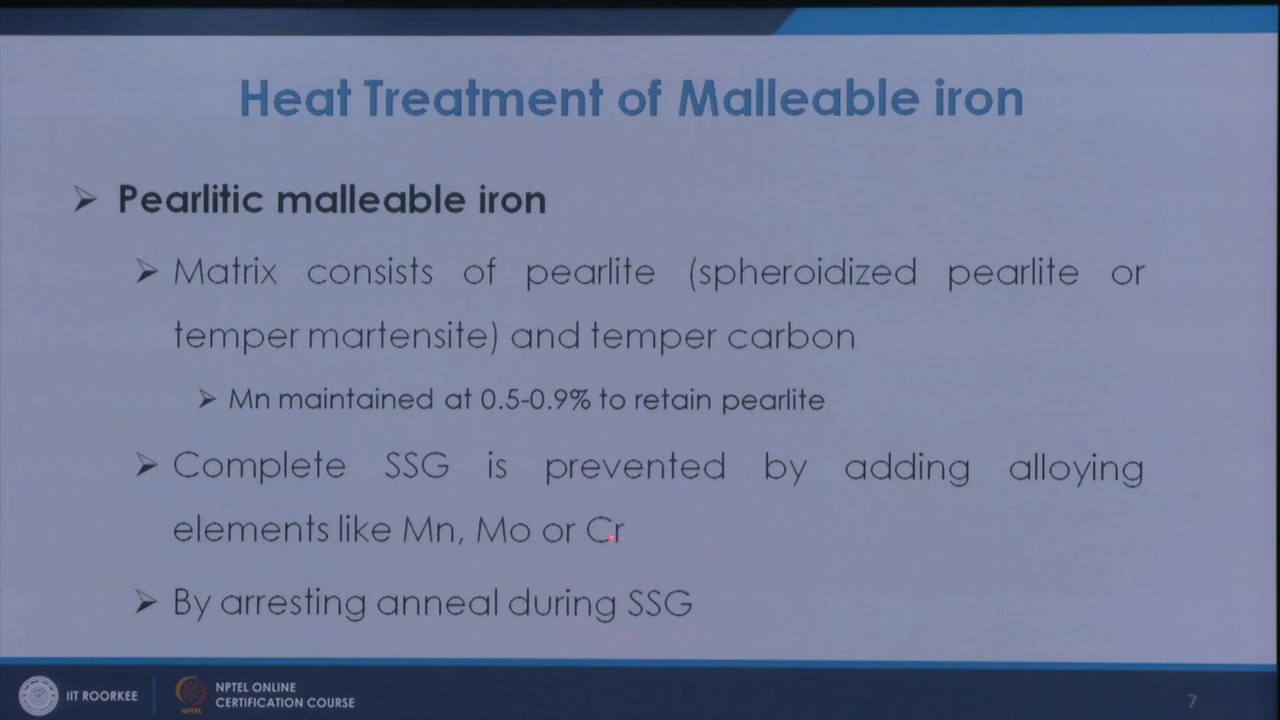 Heat Treatment of Malleable iron
Pearlitic malleable iron
Matrix consists of pearlite (spheroidized pearlite or
temper martensite) and temper carbon
Mn maintained at 0.5-0.9% to retain pearlite
Complete SSG is prevented by adding alloying
elements like Mn, Mo or Cr
By arresting anneal during SSG
IIT ROORKEE
NPTEL
NPTEL ONLINE
CERTIFICATION COURSE
7